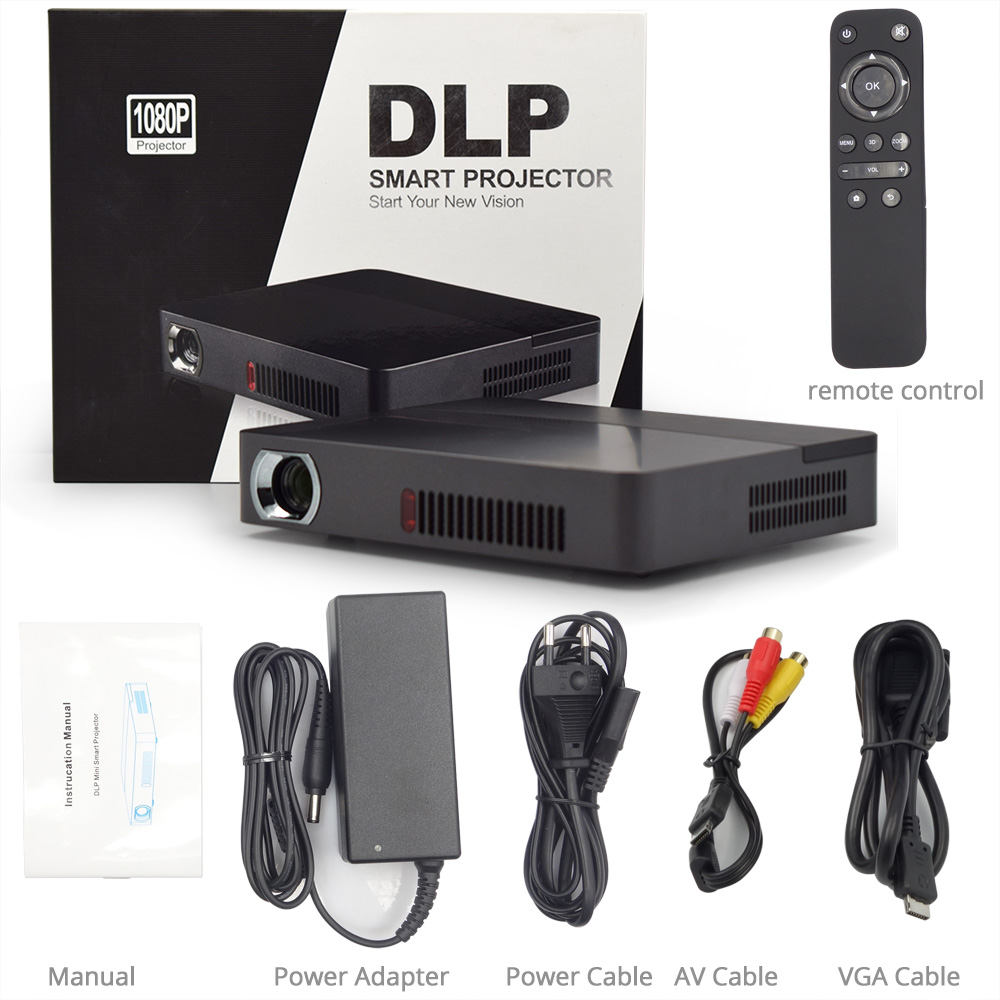 1080P
Projector
DLP
SMART PROJECTOR
Start Your New Vision
OK
MENU
3D
ZOOM
- VOL +
remote control
Instrucation Manual
DLP Mini Smart Projector
Manual
Power Adapter
Power Cable
AV Cable
VGA Cable